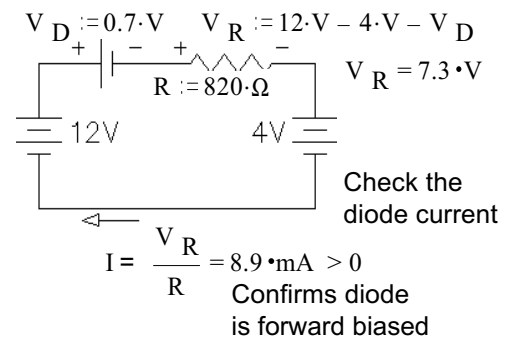 V D := 0.7·V    V R := 12·V – 4·V – V D
+ –    + –
R := 820·Ω    V R = 7.3 •V
12V    4V
Check the
diode current
I = V R / R = 8.9 •mA > 0
Confirms diode
is forward biased